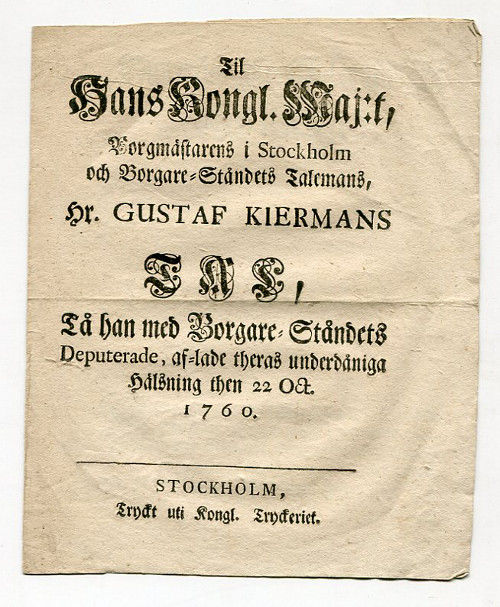 Til
Hans Kongl. Maj:t,
Borgmästarens i Stockholm
och Borgare-Ståndets Talemans,
Hr. GUSTAF KIERMANS
TAL,
Tå han med Borgare-Ståndets
Deputerade, af-lade theras underdåniga
Hälsning then 22 Oct.
1760.
STOCKHOLM,
Tryckt uti Kongl. Tryckeriet.